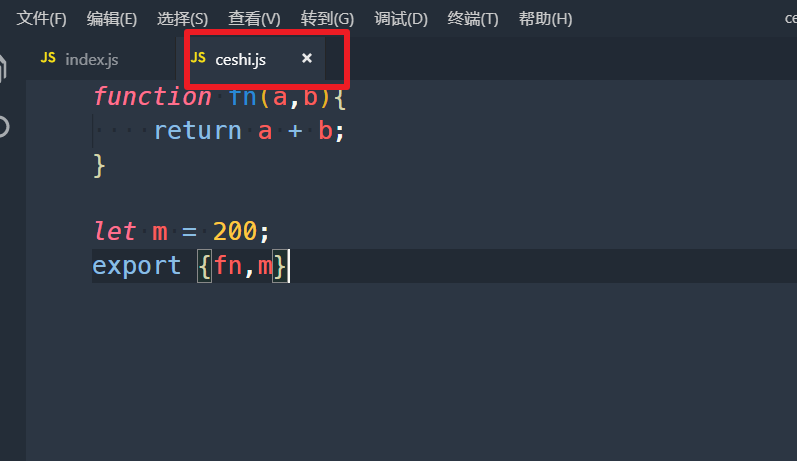 文件(F) 编辑(E) 选择(S) 查看(V) 转到(G) 调试(D) 终端(T) 帮助(H) ce
JS index.js JS ceshi.js ×
function fn(a,b){
    return a + b;
}
let m = 200;
export {fn,m}